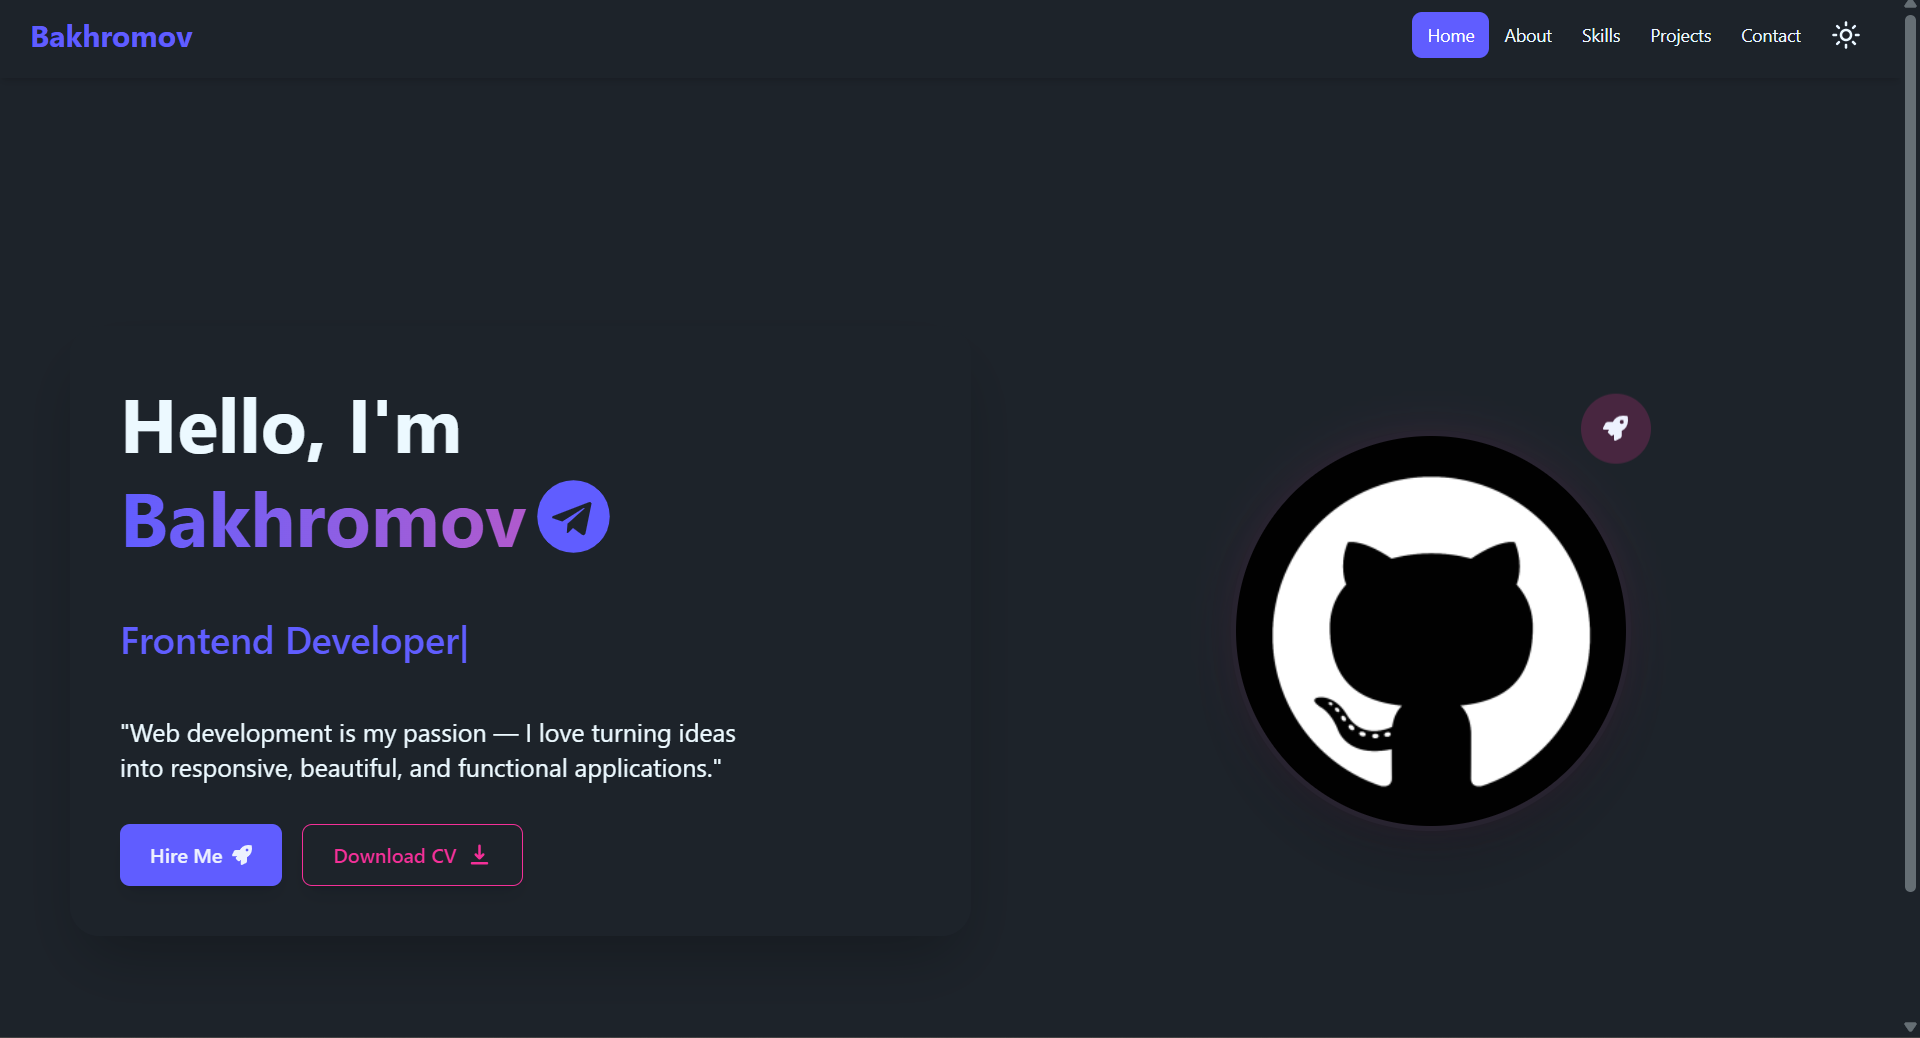 Bakhromov
Home About Skills Projects Contact
Hello, I'm
Bakhromov
Frontend Developer|
"Web development is my passion — I love turning ideas
into responsive, beautiful, and functional applications."
Hire Me
Download CV